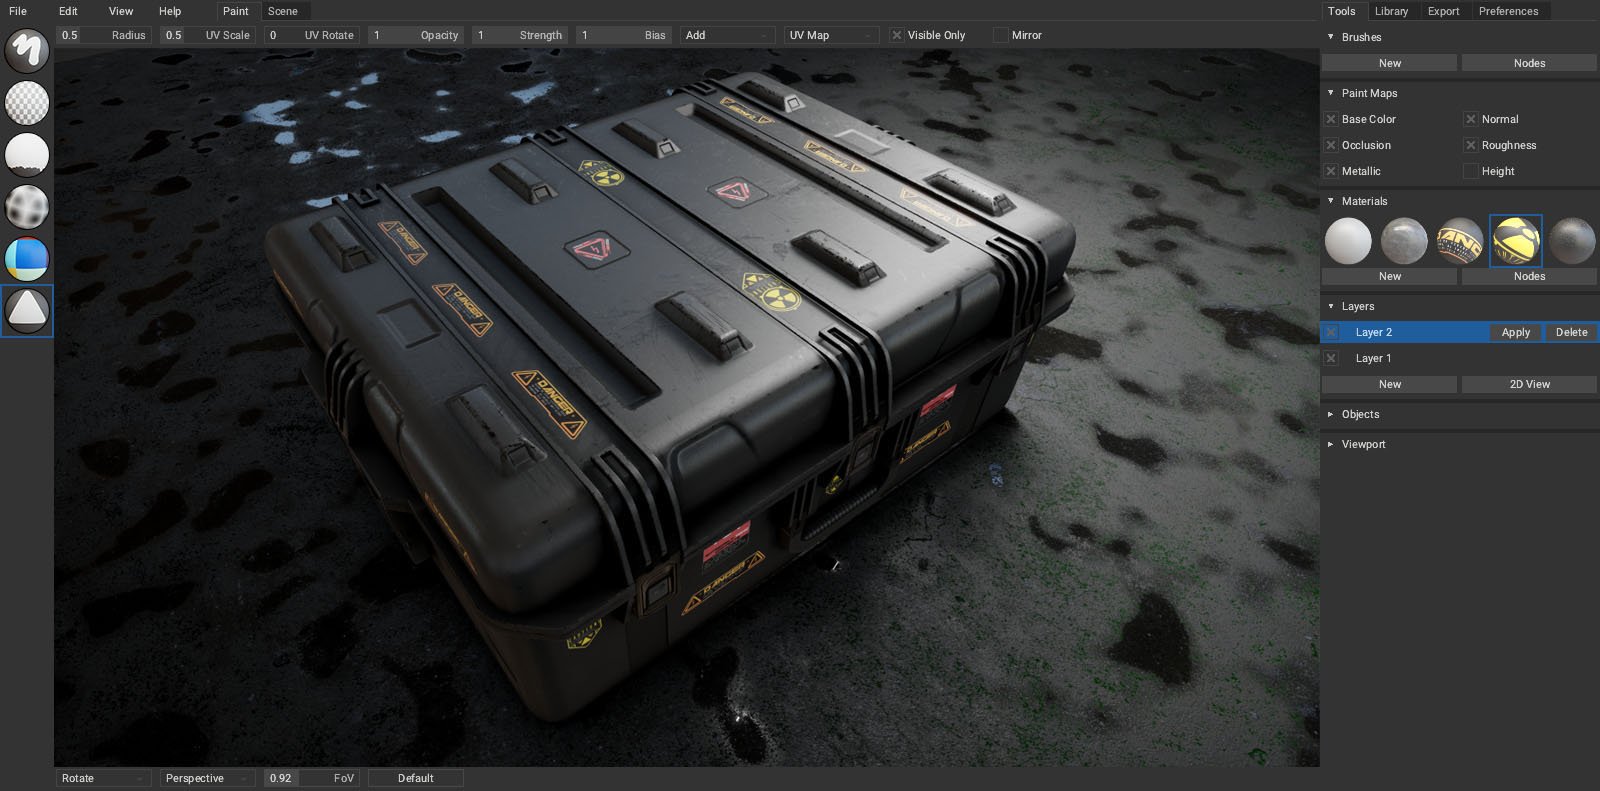 File Edit View Help Paint Scene
Tools Library Export Preferences
0.5 Radius 0.5 UV Scale 0 UV Rotate 1 Opacity 1 Strength 1 Bias Add UV Map Visible Only Mirror
Brushes
New Nodes
Paint Maps
Base Color Normal
Occlusion Roughness
Metallic Height
Materials
New Nodes
Layers
Layer 2 Apply Delete
Layer 1
New 2D View
Objects
Viewport
DANGER
DANGER
DANGER
DANGER
DANGER
Rotate Perspective 0.92 FoV Default